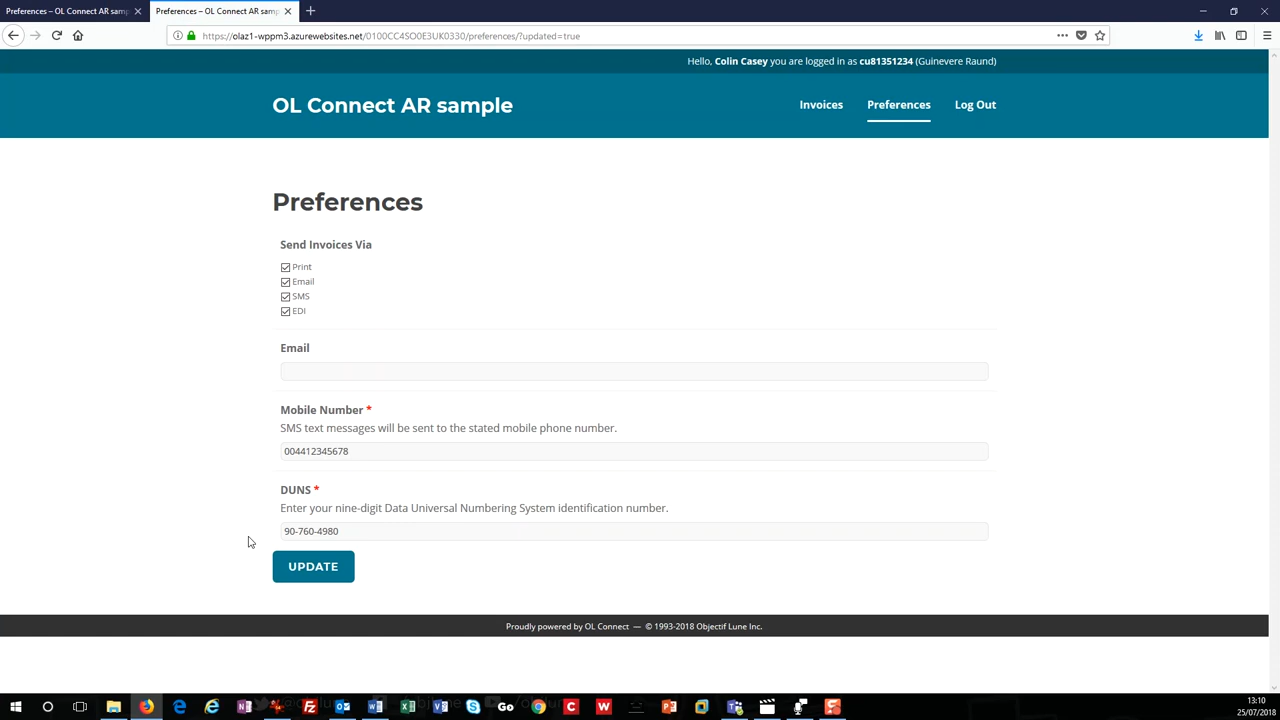 Preferences – OL Connect AR sam
Preferences – OL Connect AR sam
https://olaz1-wppm3.azurewebsites.net/0100CC4SO0E3UK0330/preferences/?updated=true
Hello, Colin Casey you are logged in as cu81351234 (Guinevere Raund)
OL Connect AR sample
Invoices
Preferences
Log Out
Preferences
Send Invoices Via
Print
Email
SMS
EDI
Email
Mobile Number *
SMS text messages will be sent to the stated mobile phone number.
004412345678
DUNS *
Enter your nine-digit Data Universal Numbering System identification number.
90-760-4980
UPDATE
Proudly powered by OL Connect — © 1993-2018 Objectif Lune Inc.
13:10
25/07/2018